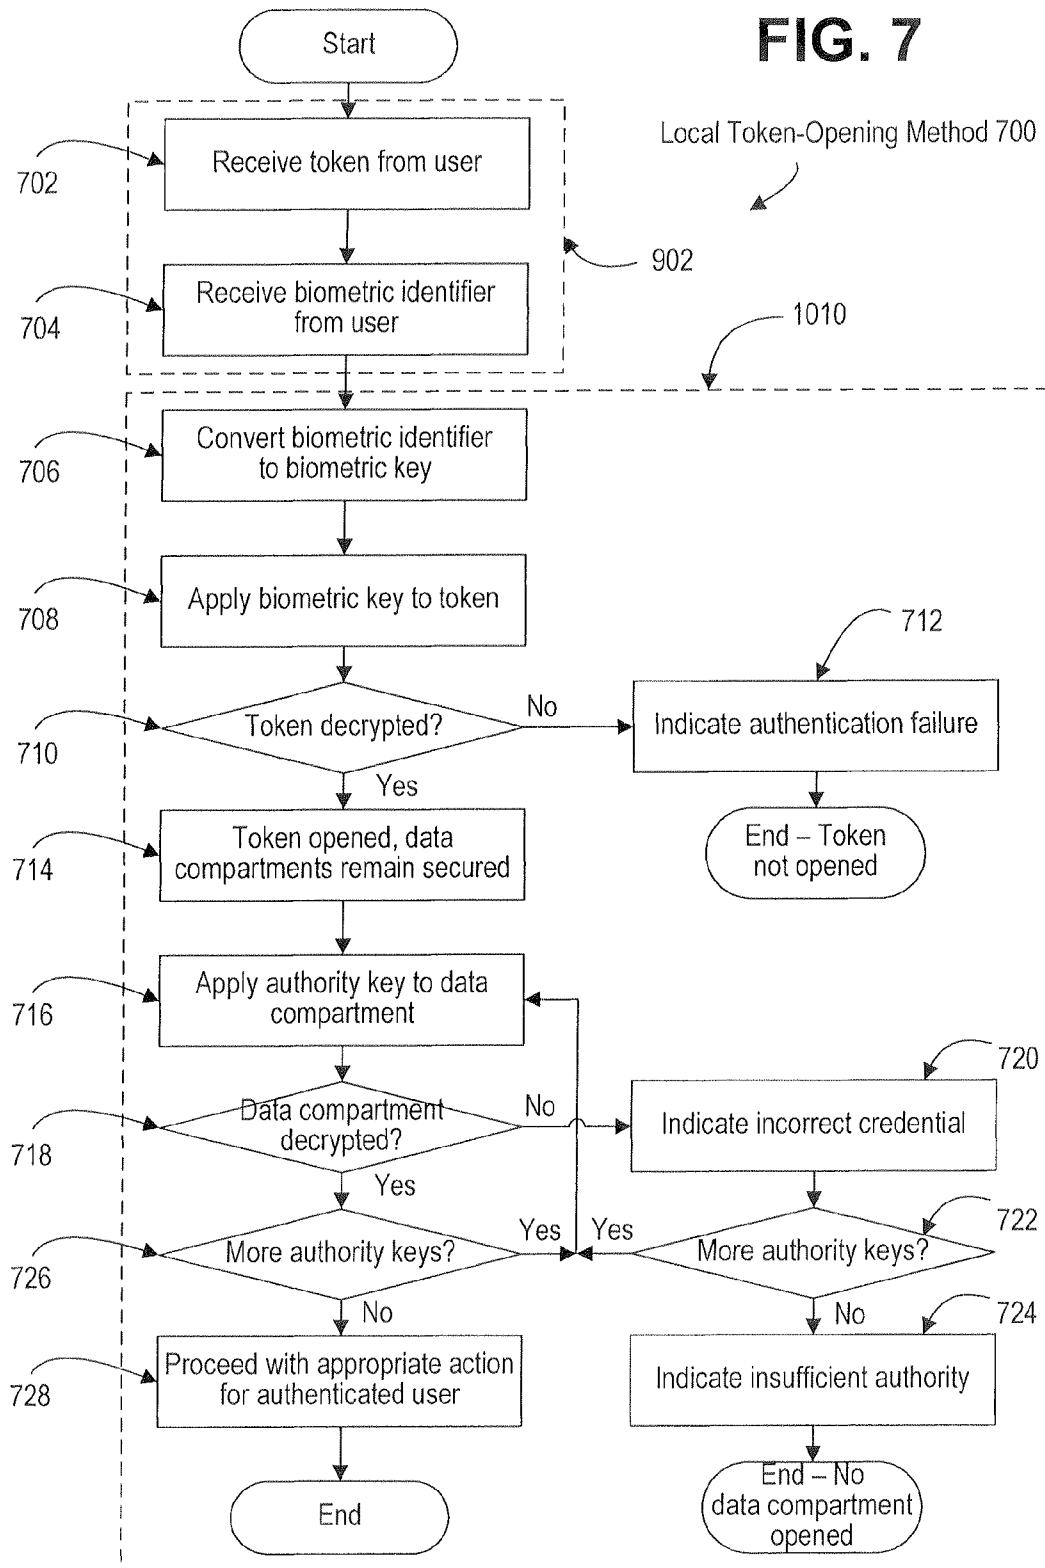 FIG. 7
Start
Local Token-Opening Method 700
702
Receive token from user
902
704
Receive biometric identifier
from user
1010
706
Convert biometric identifier
to biometric key
708
Apply biometric key to token
712
710
Token decrypted?
No
Indicate authentication failure
Yes
714
Token opened, data
compartments remain secured
End – Token
not opened
716
Apply authority key to data
compartment
720
718
Data compartment
decrypted?
No
Indicate incorrect credential
Yes
722
726
More authority keys?
Yes
Yes
More authority keys?
No
No
724
728
Proceed with appropriate action
for authenticated user
Indicate insufficient authority
End
End – No
data compartment
opened